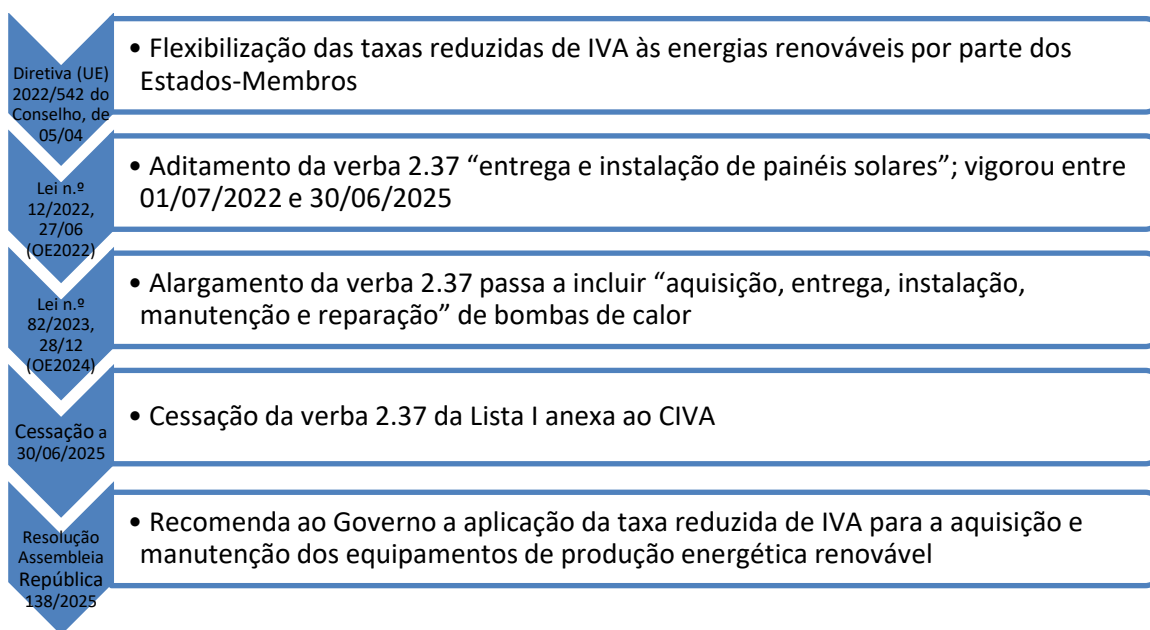 Diretiva (UE)
2022/542 do
Conselho, de
05/04
• Flexibilização das taxas reduzidas de IVA às energias renováveis por parte dos
Estados-Membros
Lei n.º
12/2022,
27/06
(OE2022)
• Aditamento da verba 2.37 “entrega e instalação de painéis solares”; vigorou entre
01/07/2022 e 30/06/2025
Lei n.º
82/2023,
28/12
(OE2024)
• Alargamento da verba 2.37 passa a incluir “aquisição, entrega, instalação,
manutenção e reparação” de bombas de calor
Cessação a
30/06/2025
• Cessação da verba 2.37 da Lista I anexa ao CIVA
Resolução
Assembleia
República
138/2025
• Recomenda ao Governo a aplicação da taxa reduzida de IVA para a aquisição e
manutenção dos equipamentos de produção energética renovável